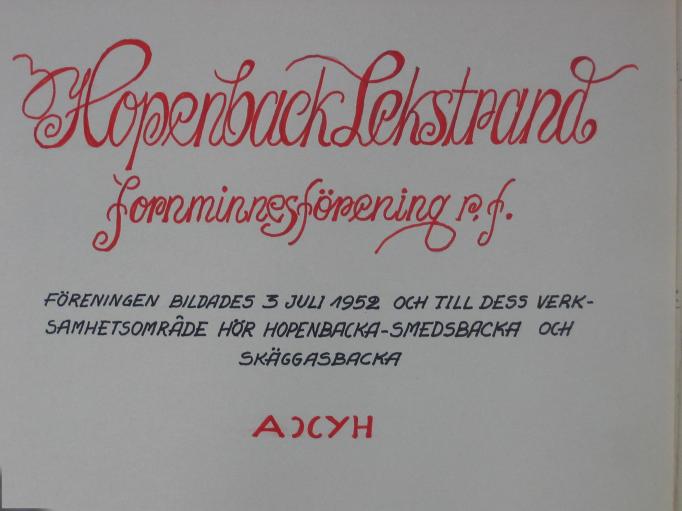 Hopenback Lekstrand
fornminnesförening r.f.
FÖRENINGEN BILDADES 3 JULI 1952 OCH TILL DESS VERK-
SAMHETSOMRÅDE HÖR HOPENBACKA-SMEDSBACKA OCH
SKÄGGASBACKA